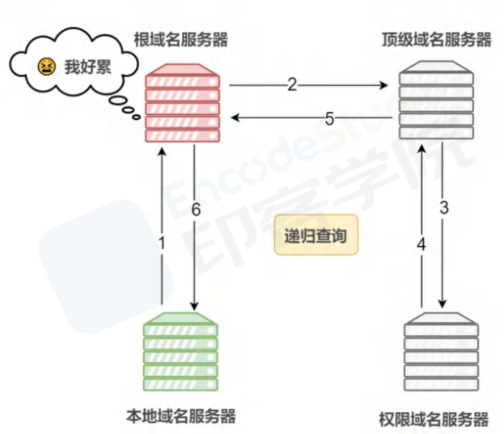 根域名服务器
顶级域名服务器
我好累
2
5
1
6
递归查询
4
3
本地域名服务器
权限域名服务器
EncodeStudy
印客学院